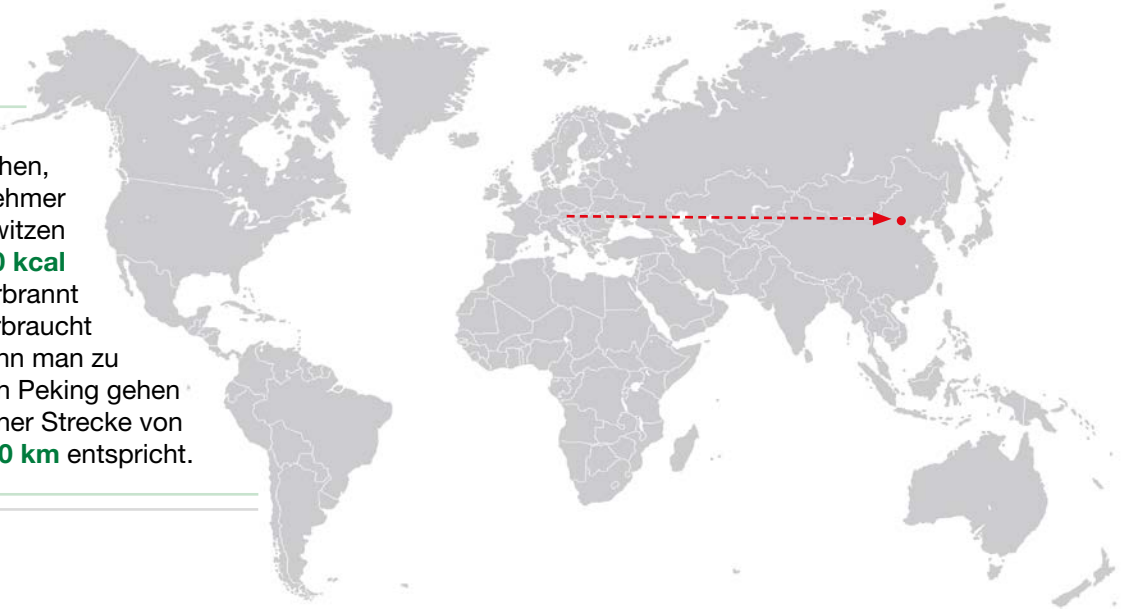 hen,
ehmer
witzen
0 kcal
rbrannt
rbraucht
nn man zu
h Peking gehen
ner Strecke von
0 km entspricht.